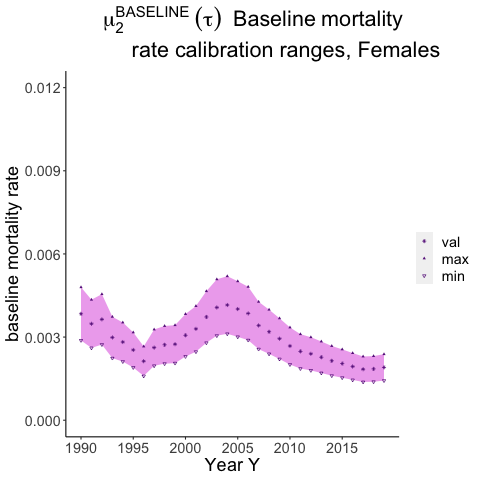 μ₂ᴮᴬˢᴱᴸᴵᴺᴱ (τ) Baseline mortality
rate calibration ranges, Females
baseline mortality rate
0.012
0.009
0.006
0.003
0.000
1990 1995 2000 2005 2010 2015
Year Y
val
max
min